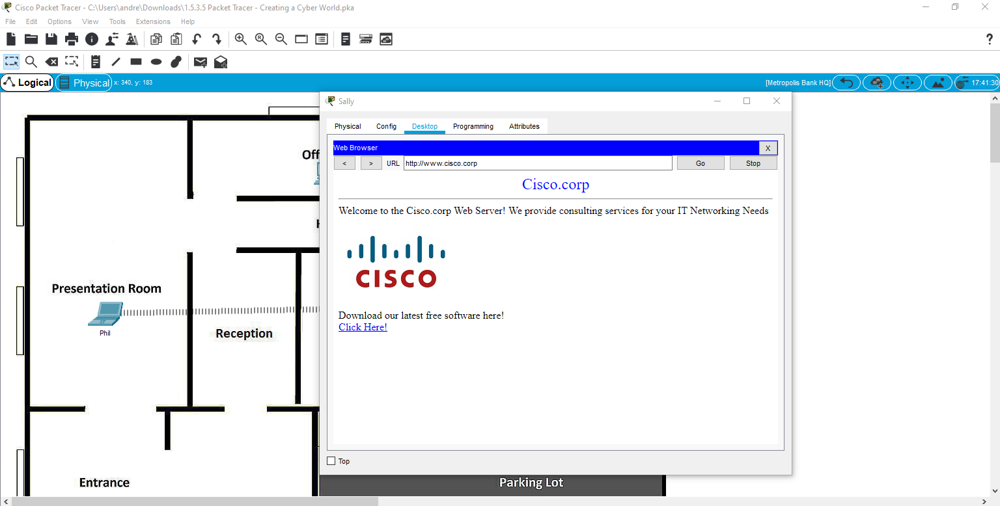 Cisco Packet Tracer - C:\Users\andre\Downloads\1.5.3.5 Packet Tracer - Creating a Cyber World.pka
File Edit Options View Tools Extensions Help
?
Logical Physical x: 340, y: 183 [Metropolis Bank HQ] 17:41:30
Sally
Physical Config Desktop Programming Attributes
Web Browser X
< > URL http://www.cisco.corp Go Stop
Cisco.corp
Welcome to the Cisco.corp Web Server! We provide consulting services for your IT Networking Needs
CISCO
Download our latest free software here!
Click Here!
Top
Presentation Room
Phil
Reception
Entrance
Parking Lot